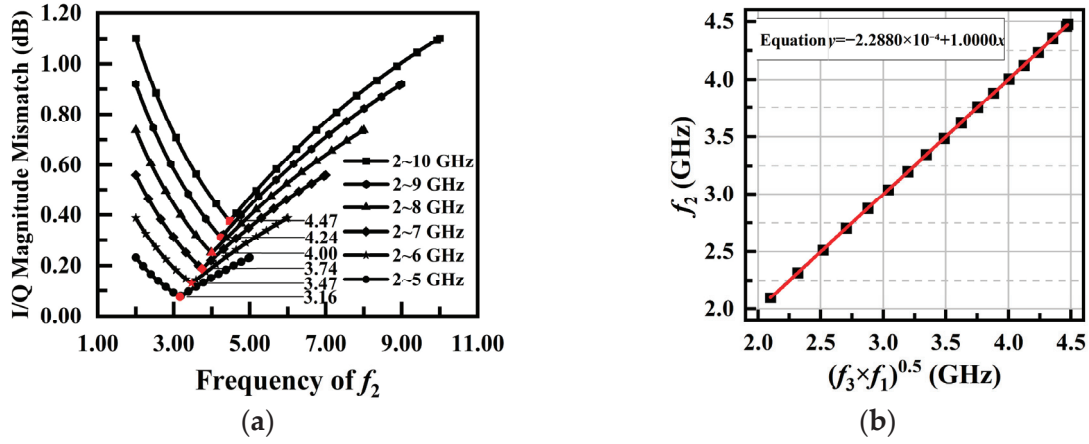 I/Q Magnitude Mismatch (dB)
1.20
1.00
0.80
0.60
0.40
0.20
0.00
2~10 GHz
2~9 GHz
2~8 GHz
2~7 GHz
2~6 GHz
2~5 GHz
4.47
4.24
4.00
3.74
3.47
3.16
1.00 3.00 5.00 7.00 9.00 11.00
Frequency of f₂
(a)
f₂ (GHz)
4.5
4.0
3.5
3.0
2.5
2.0
Equation y=−2.2880×10⁻⁴+1.0000x
2.0 2.5 3.0 3.5 4.0 4.5
(f₃×f₁)⁰·⁵ (GHz)
(b)